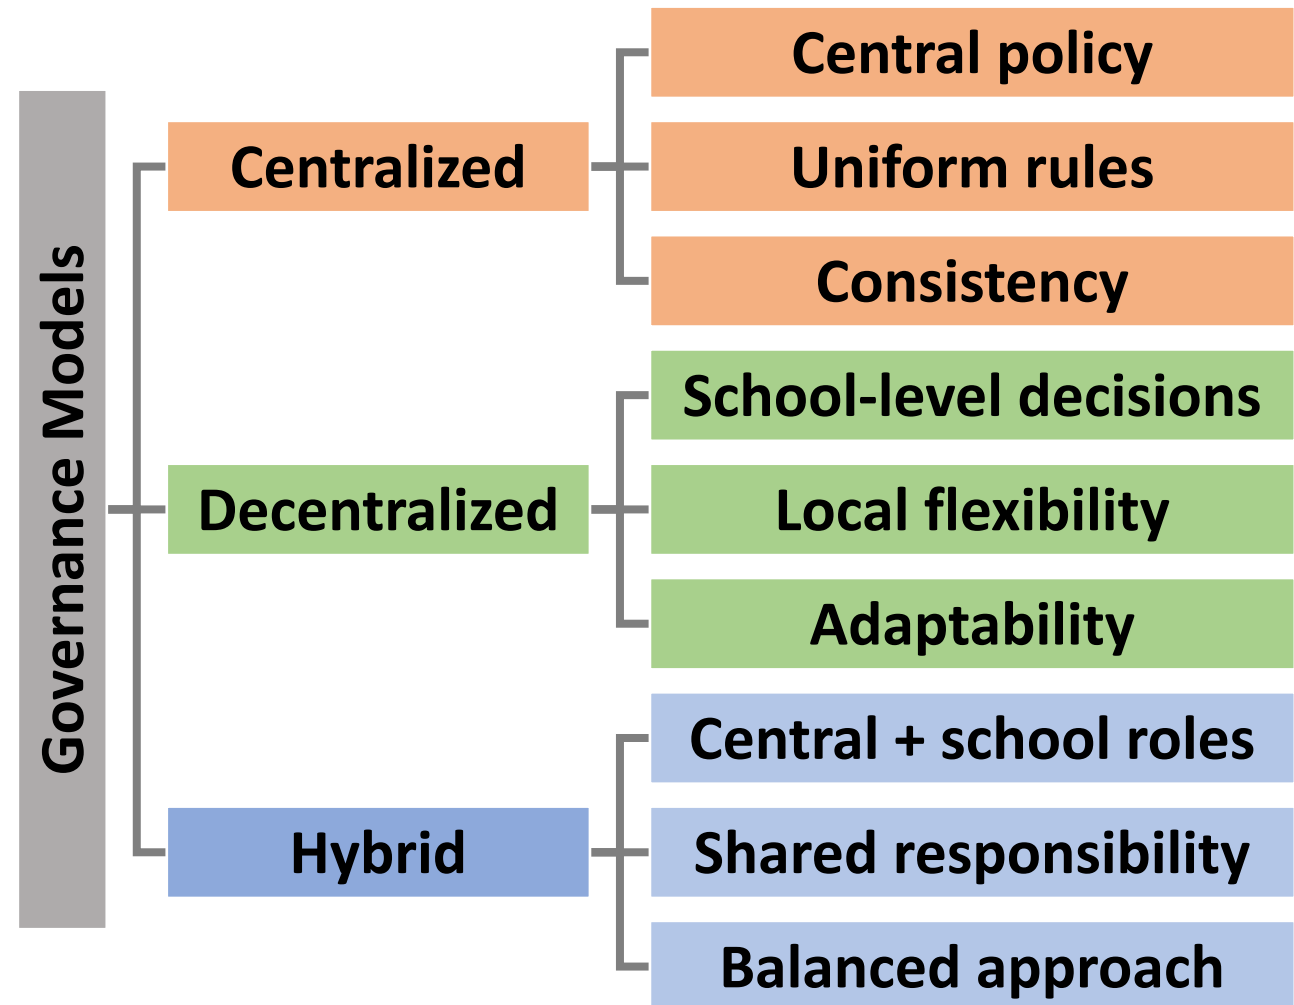 Governance Models
Centralized
Central policy
Uniform rules
Consistency
Decentralized
School-level decisions
Local flexibility
Adaptability
Hybrid
Central + school roles
Shared responsibility
Balanced approach